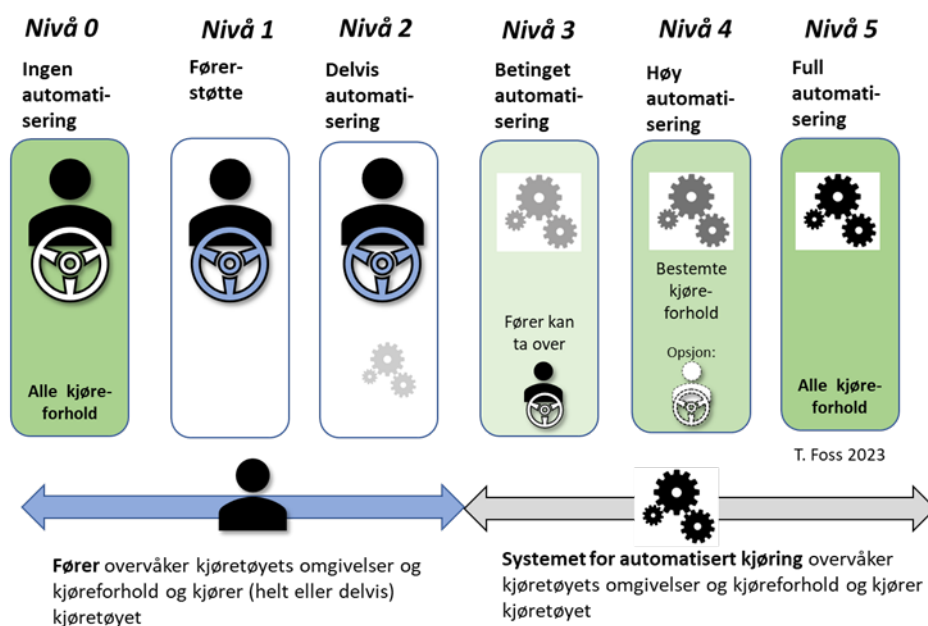 Nivå 0
Ingen
automati-
sering
Alle kjøre-
forhold
Nivå 1
Fører-
støtte
Nivå 2
Delvis
automati-
sering
Nivå 3
Betinget
automati-
sering
Fører kan
ta over
Nivå 4
Høy
automati-
sering
Bestemte
kjøre-
forhold
Opsjon:
Nivå 5
Full
automati-
sering
Alle kjøre-
forhold
T. Foss 2023
Fører overvåker kjøretøyets omgivelser og
kjøreforhold og kjører (helt eller delvis)
kjøretøyet
Systemet for automatisert kjøring overvåker
kjøretøyets omgivelser og kjøreforhold og kjører
kjøretøyet